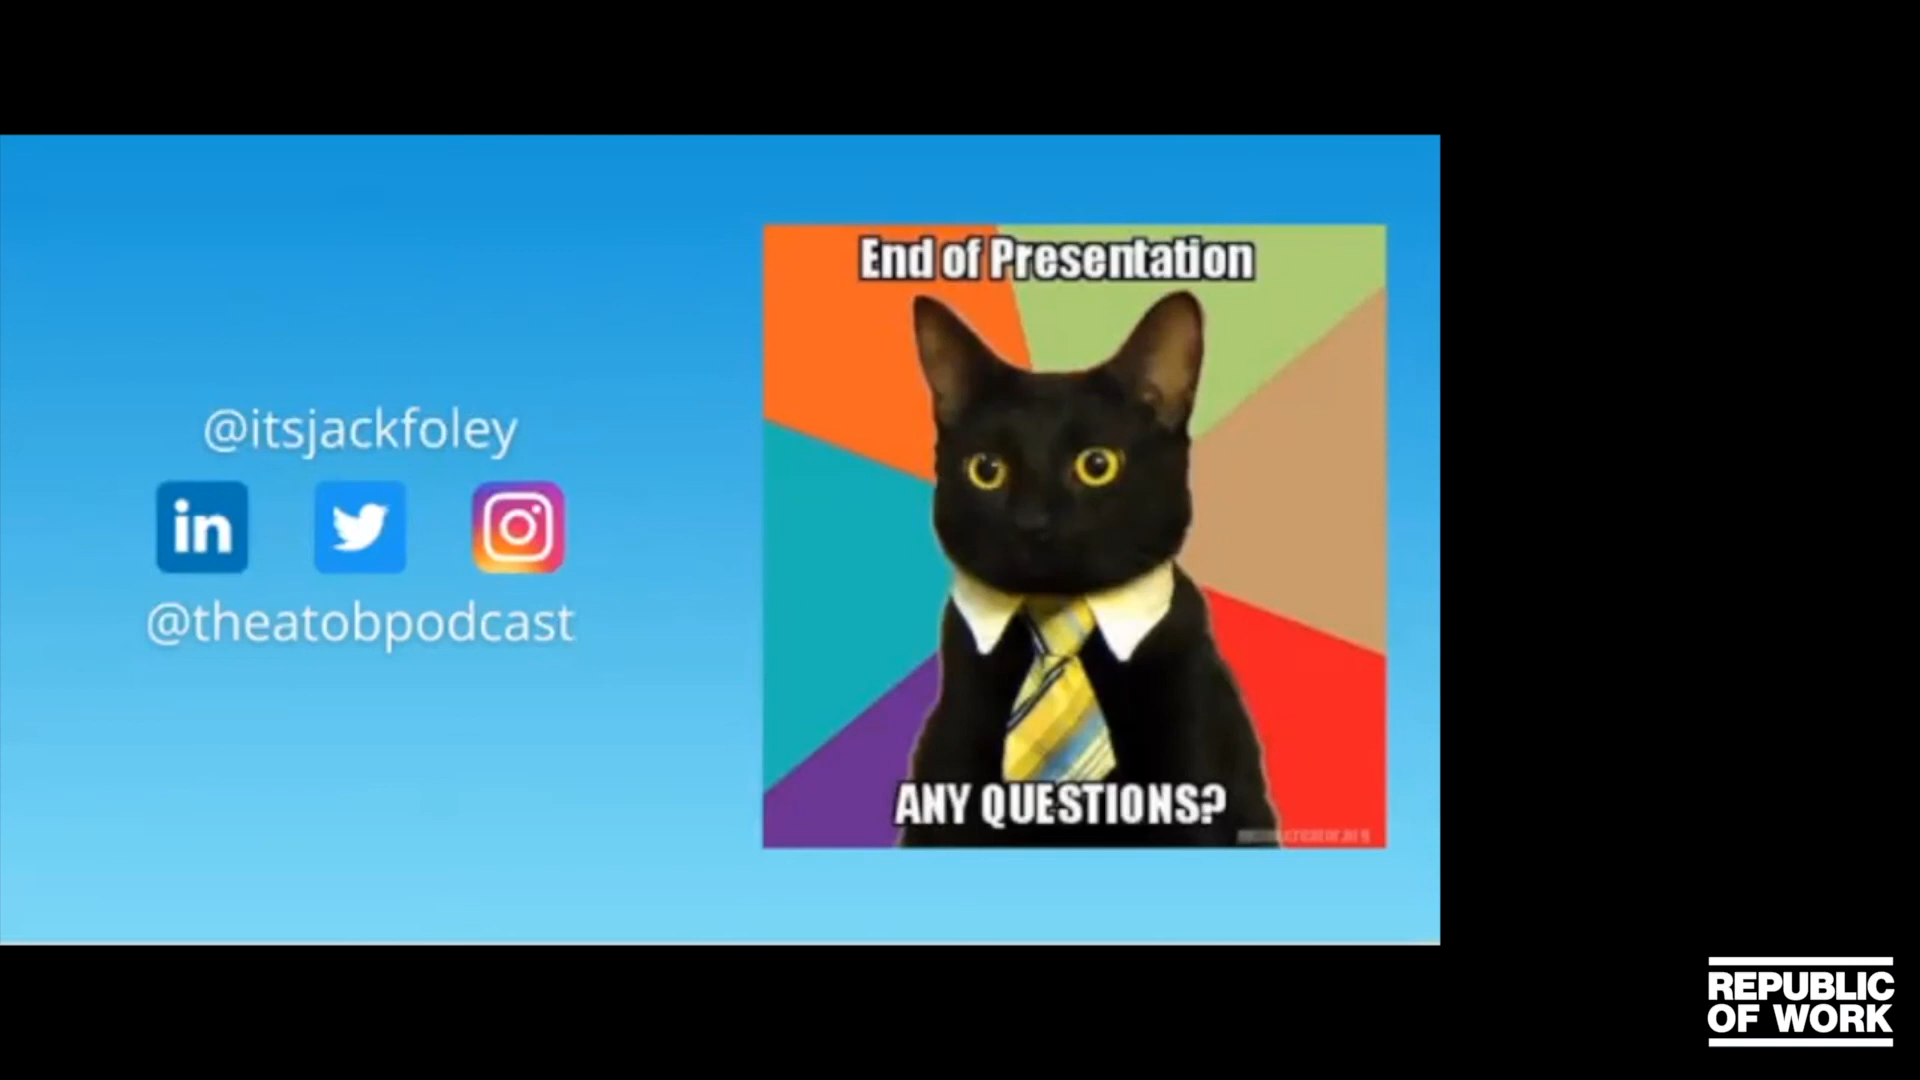 @itsjackfoley
in
@theatobpodcast
End of Presentation
ANY QUESTIONS?
REPUBLIC
OF WORK